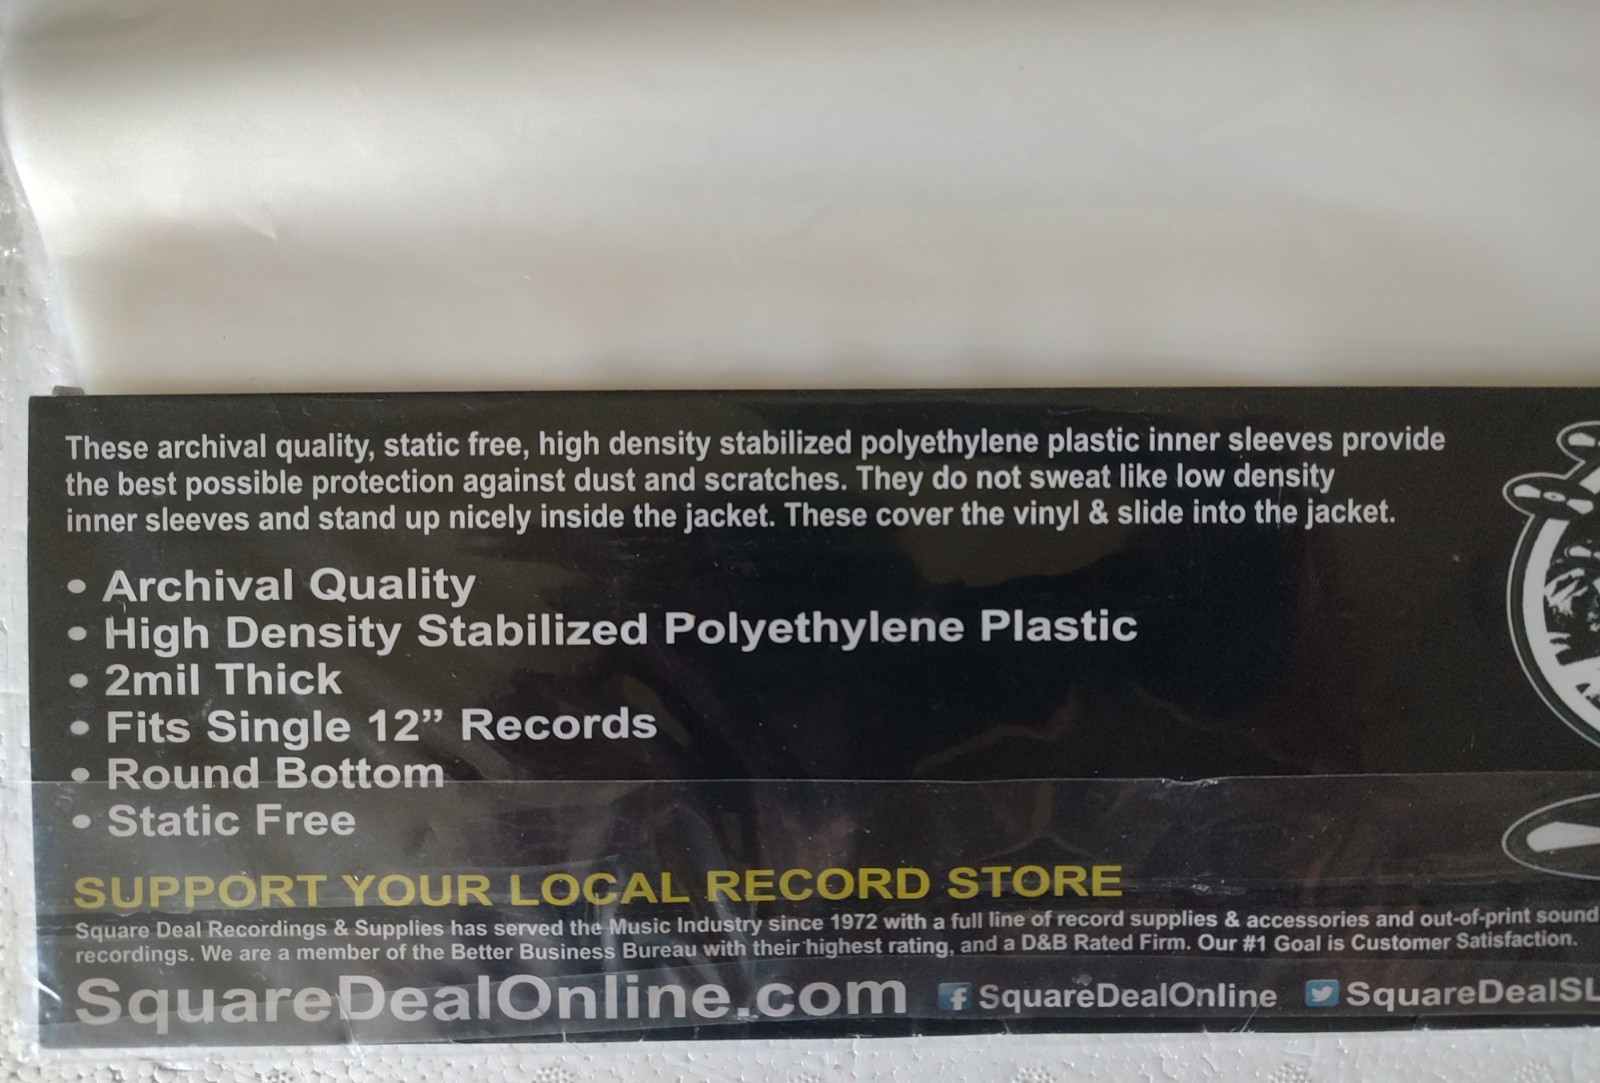 These archival quality, static free, high density stabilized polyethylene plastic inner sleeves provide
the best possible protection against dust and scratches. They do not sweat like low density
inner sleeves and stand up nicely inside the jacket. These cover the vinyl & slide into the jacket.
• Archival Quality
• High Density Stabilized Polyethylene Plastic
• 2mil Thick
• Fits Single 12” Records
• Round Bottom
• Static Free
SUPPORT YOUR LOCAL RECORD STORE
Square Deal Recordings & Supplies has served the Music Industry since 1972 with a full line of record supplies & accessories and out-of-print sound
recordings. We are a member of the Better Business Bureau with their highest rating, and a D&B Rated Firm. Our #1 Goal is Customer Satisfaction.
SquareDealOnline.com f SquareDealOnline SquareDealSL